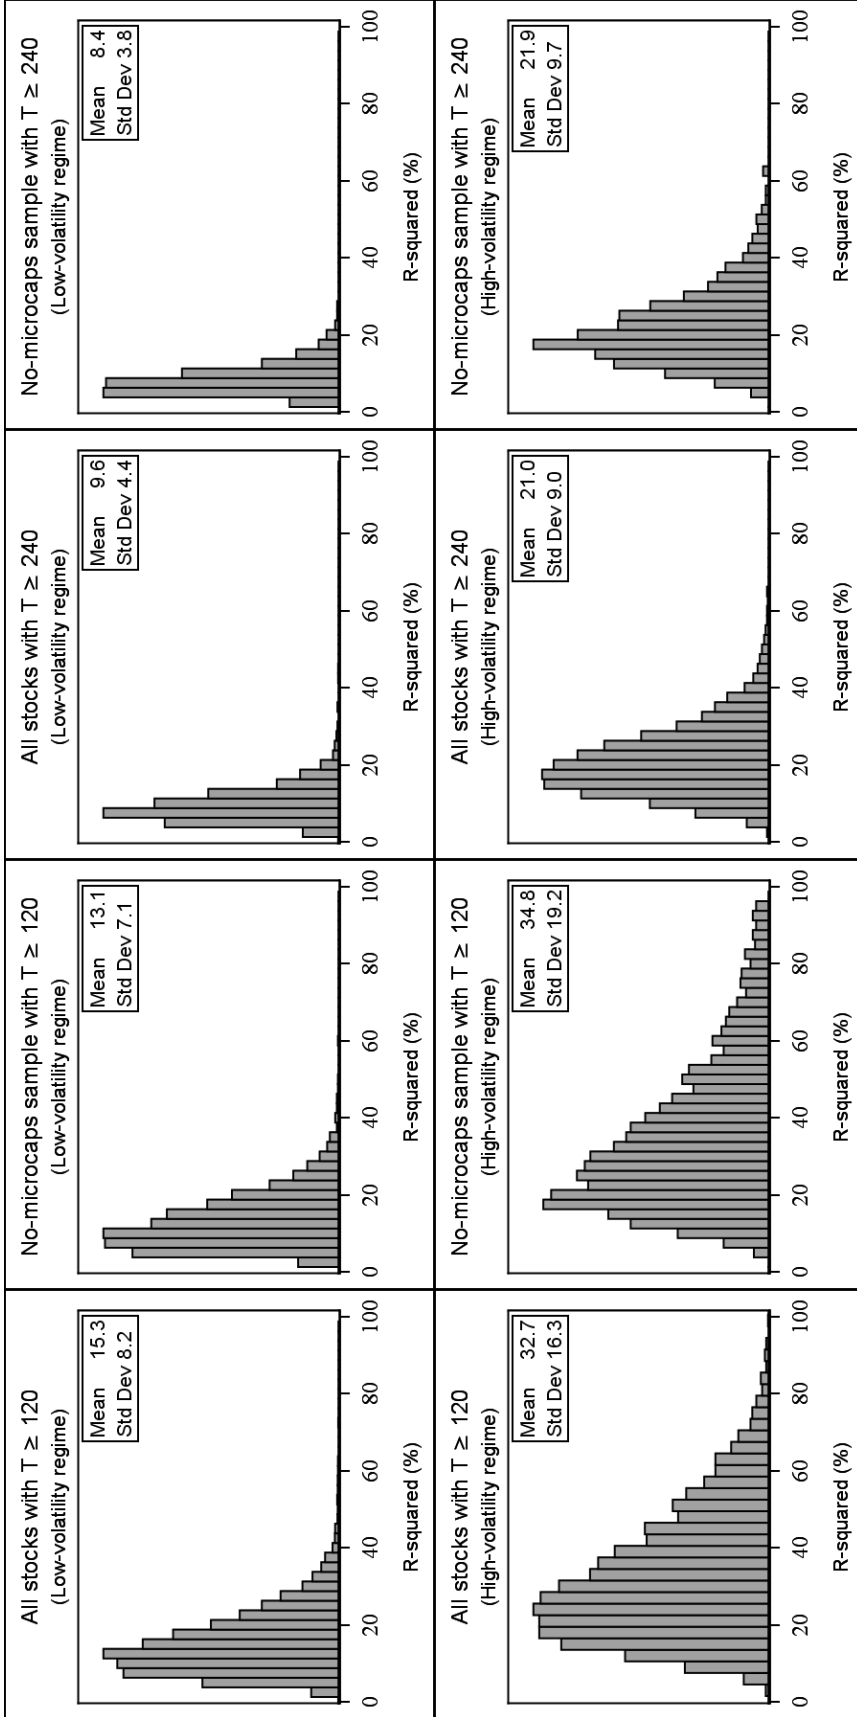 All stocks with T ≥ 120
(Low-volatility regime)
Mean 15.3
Std Dev 8.2
0 20 40 60 80 100
R-squared (%)
No-microcaps sample with T ≥ 120
(Low-volatility regime)
Mean 13.1
Std Dev 7.1
0 20 40 60 80 100
R-squared (%)
All stocks with T ≥ 240
(Low-volatility regime)
Mean 9.6
Std Dev 4.4
0 20 40 60 80 100
R-squared (%)
No-microcaps sample with T ≥ 240
(Low-volatility regime)
Mean 8.4
Std Dev 3.8
0 20 40 60 80 100
R-squared (%)
All stocks with T ≥ 120
(High-volatility regime)
Mean 32.7
Std Dev 16.3
0 20 40 60 80 100
R-squared (%)
No-microcaps sample with T ≥ 120
(High-volatility regime)
Mean 34.8
Std Dev 19.2
0 20 40 60 80 100
R-squared (%)
All stocks with T ≥ 240
(High-volatility regime)
Mean 21.0
Std Dev 9.0
0 20 40 60 80 100
R-squared (%)
No-microcaps sample with T ≥ 240
(High-volatility regime)
Mean 21.9
Std Dev 9.7
0 20 40 60 80 100
R-squared (%)